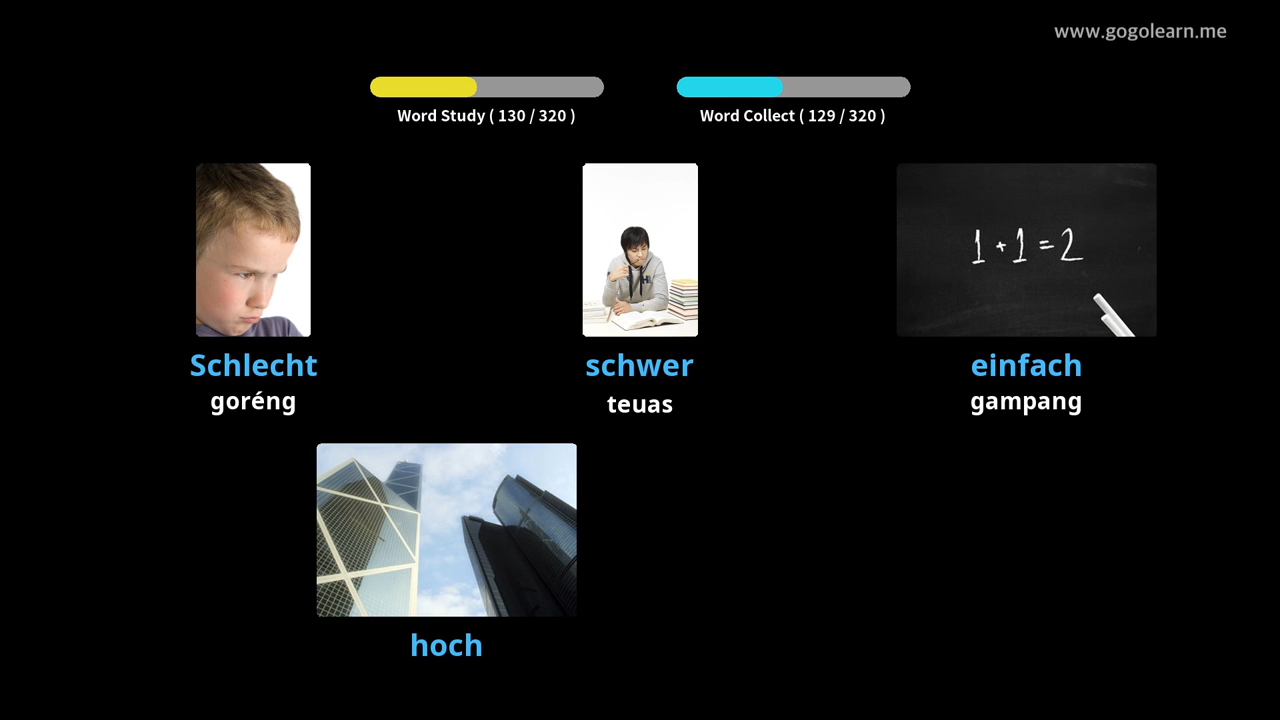 www.gogolearn.me
Word Study ( 130 / 320 )
Word Collect ( 129 / 320 )
1 + 1 = 2
Schlecht
schwer
einfach
goréng
teuas
gampang
hoch